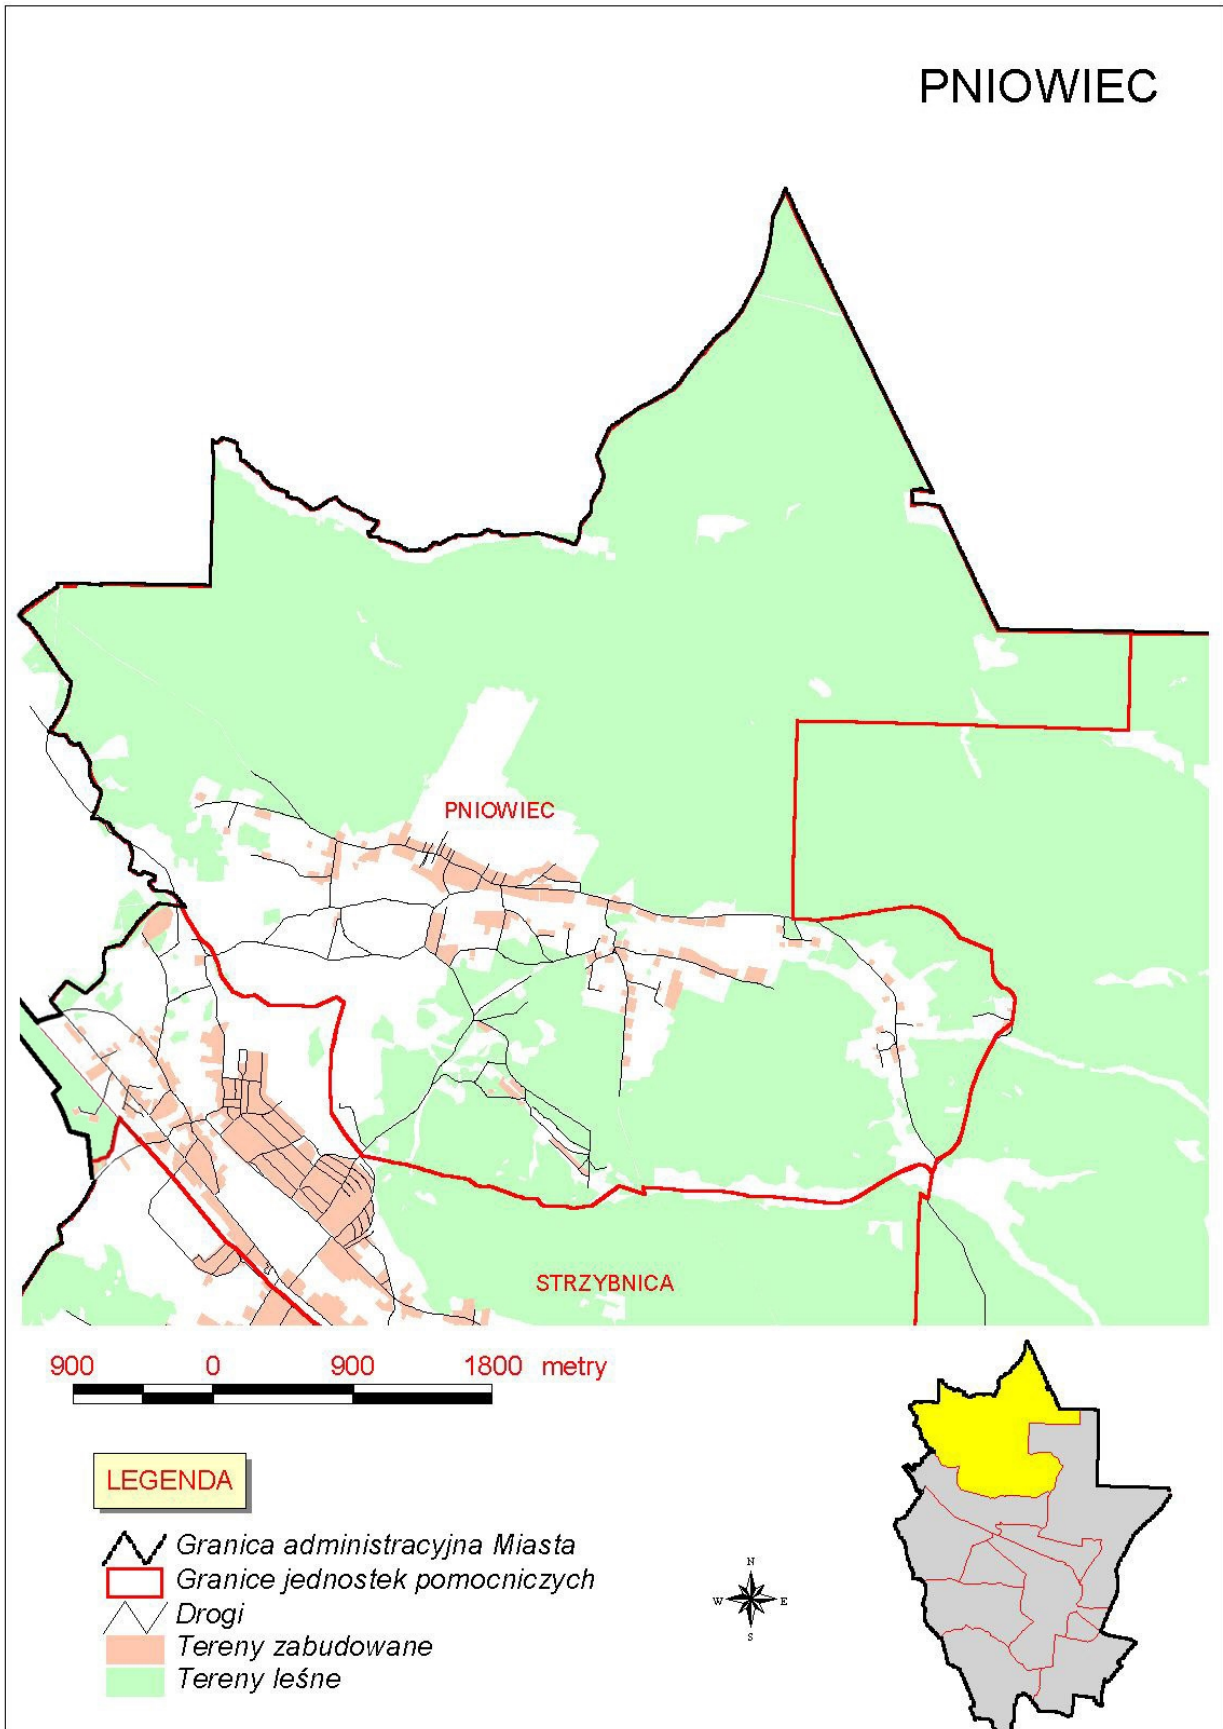 PNIOWIEC
PNIOWIEC
STRZYBNICA
900 0 900 1800 metry
LEGENDA
Granica administracyjna Miasta
Granice jednostek pomocniczych
Drogi
Tereny zabudowane
Tereny leśne
N
W E
S